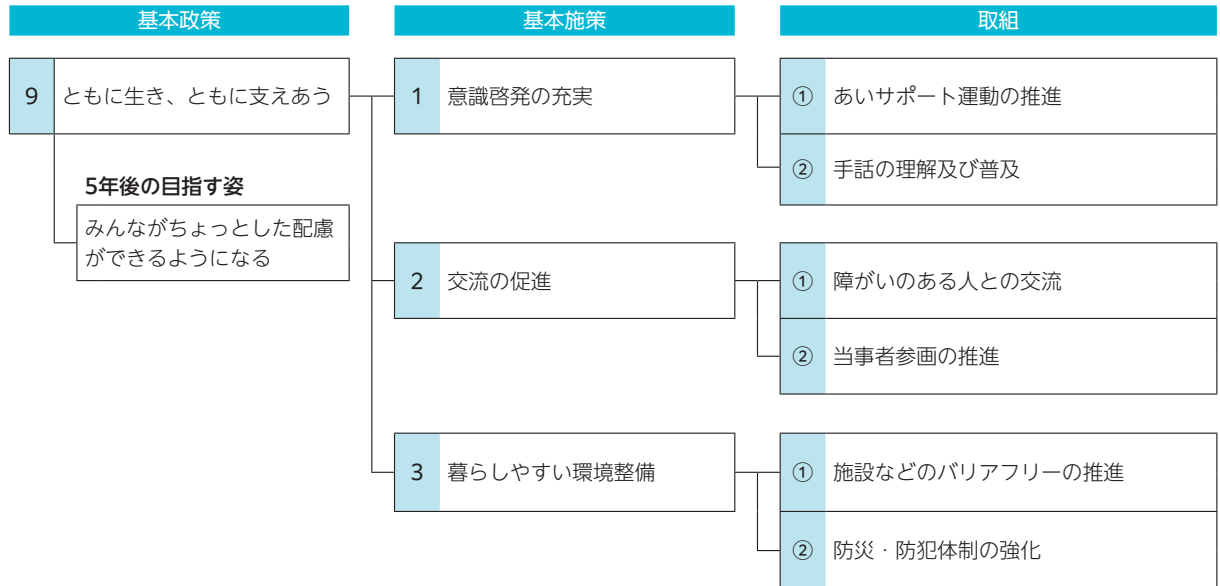 基本政策
基本施策
取組
9 ともに生き、ともに支えあう
1 意識啓発の充実
① あいサポート運動の推進
② 手話の理解及び普及
5年後の目指す姿
みんながちょっとした配慮
ができるようになる
2 交流の促進
① 障がいのある人との交流
② 当事者参画の推進
3 暮らしやすい環境整備
① 施設などのバリアフリーの推進
② 防災・防犯体制の強化